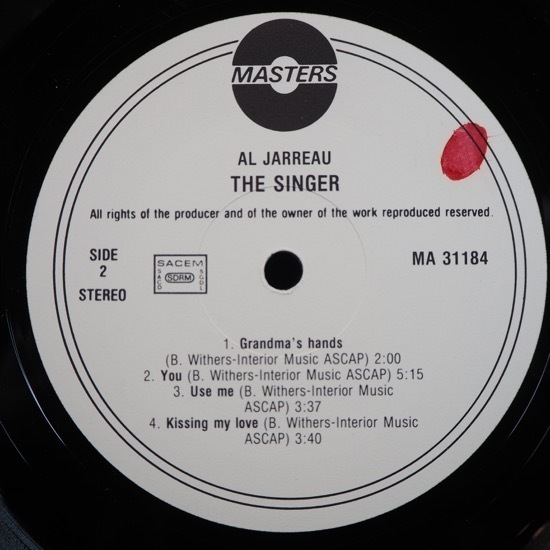 MASTERS
AL JARREAU
THE SINGER
All rights of the producer and of the owner of the work reproduced reserved.
SIDE
2
STEREO
SACEM
SACD
SDRM
SGDL
MA 31184
1. Grandma's hands
(B. Withers-Interior Music ASCAP) 2:00
2. You (B. Withers-Interior Music ASCAP) 5:15
3. Use me (B. Withers-Interior Music
ASCAP) 3:37
4. Kissing my love (B. Withers-Interior Music
ASCAP) 3:40